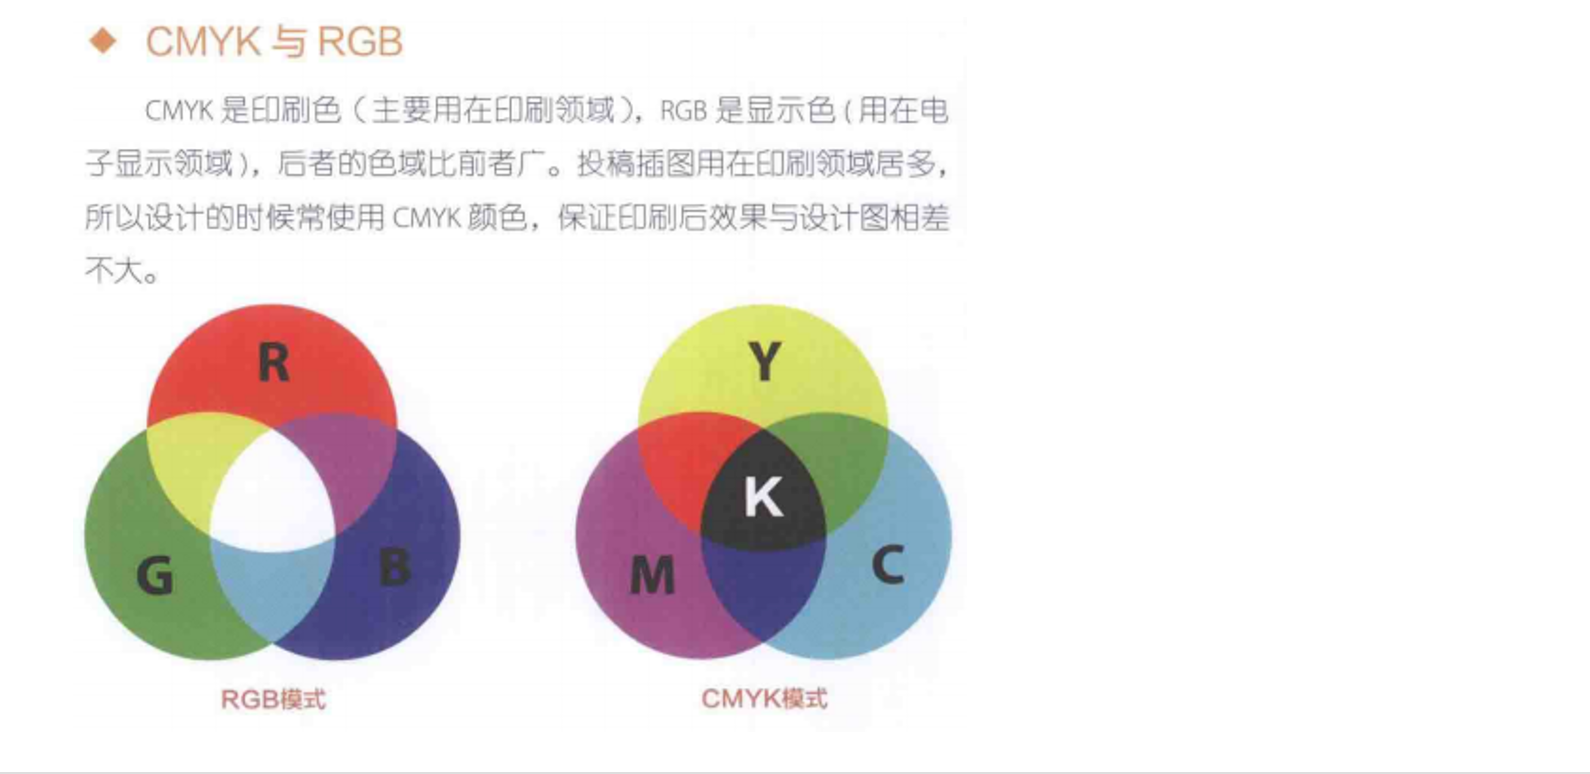 ◆ CMYK 与 RGB
CMYK 是印刷色（主要用在印刷领域），RGB 是显示色（用在电
子显示领域），后者的色域比前者广。投稿插图用在印刷领域居多，
所以设计的时候常使用 CMYK 颜色，保证印刷后效果与设计图相差
不大。
R
Y
K
G
B
M
C
RGB模式
CMYK模式